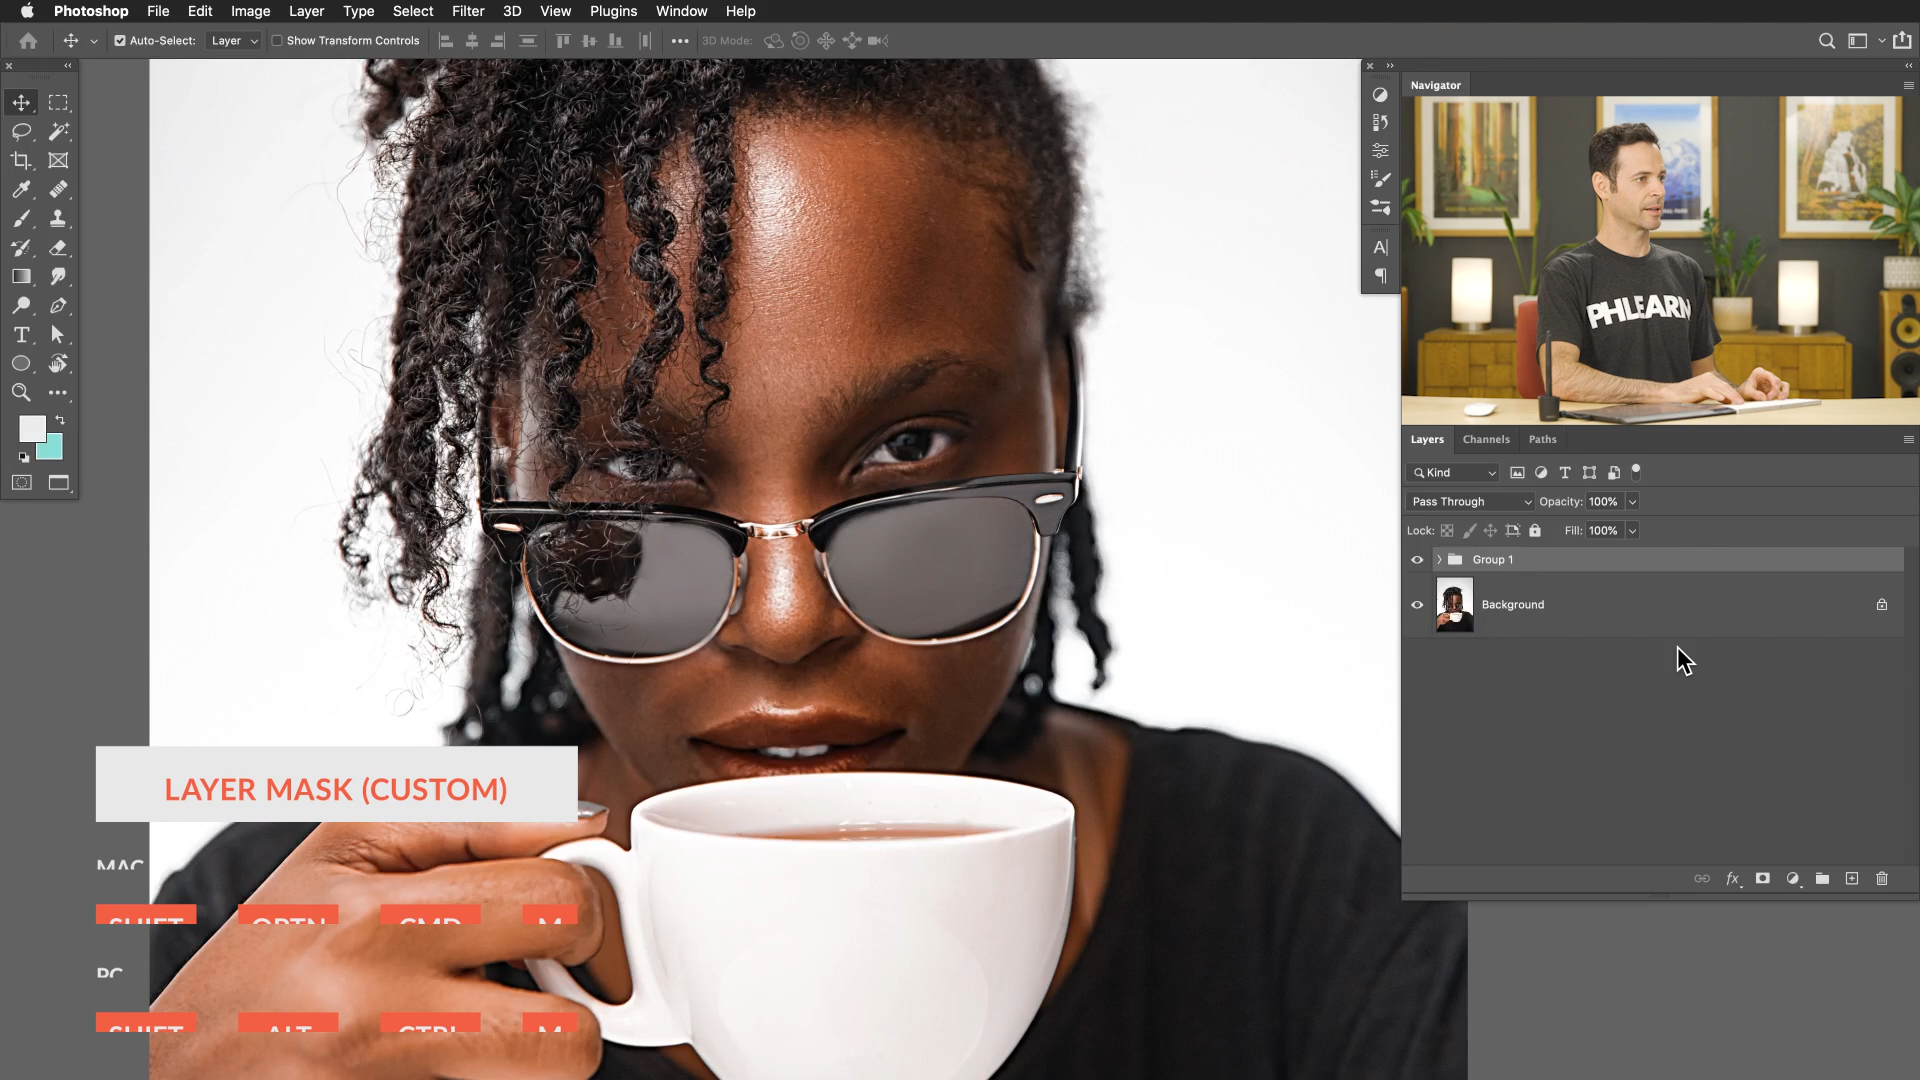 Photoshop File Edit Image Layer Type Select Filter 3D View Plugins Window Help
Auto-Select: Layer Show Transform Controls 3D Mode:
Navigator
PHLEARN
Layers Channels Paths
Kind
Pass Through Opacity: 100%
Lock: Fill: 100%
Group 1
Background
LAYER MASK (CUSTOM)
MAC
SHIFT OPTN CMD M
PC
SHIFT ALT CTRL M